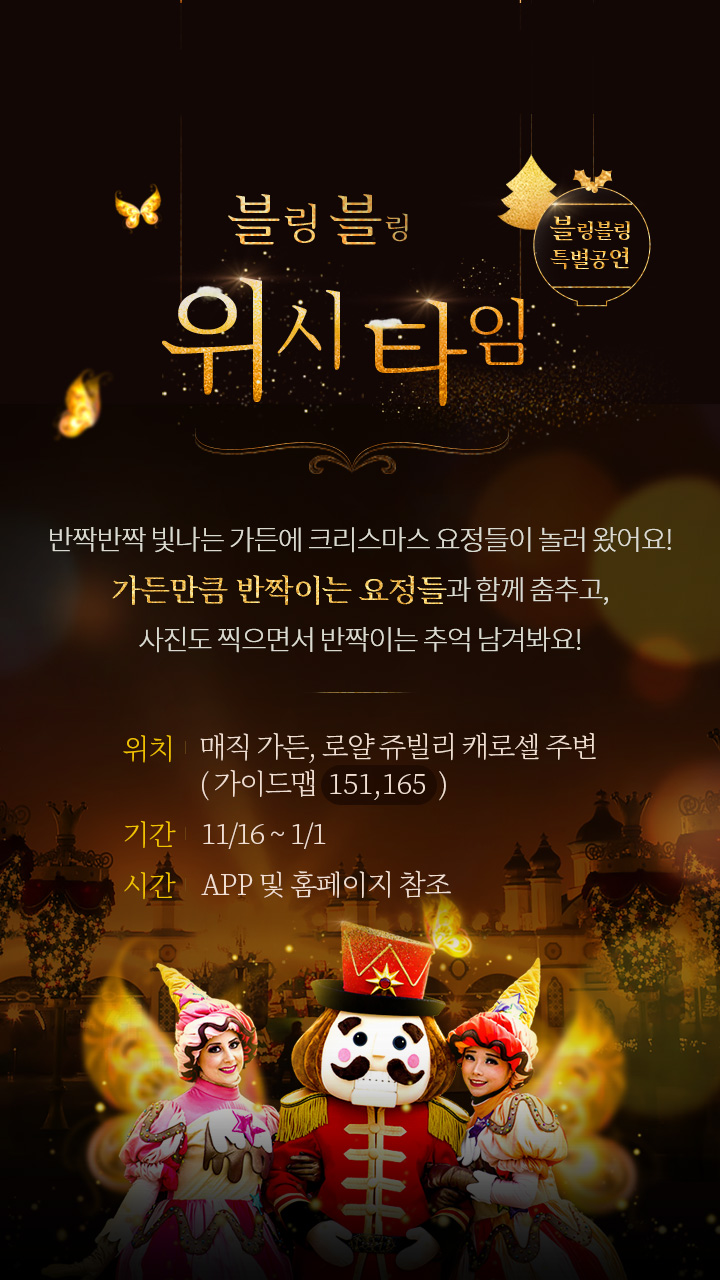 블링 블링
블링블링
특별공연
위시 타임
반짝반짝 빛나는 가든에 크리스마스 요정들이 놀러 왔어요!
가든만큼 반짝이는 요정들과 함께 춤추고,
사진도 찍으면서 반짝이는 추억 남겨봐요!
위치 매직 가든, 로얄 쥬빌리 캐로셀 주변
( 가이드맵 151,165 )
기간 11/16 ~ 1/1
시간 APP 및 홈페이지 참조